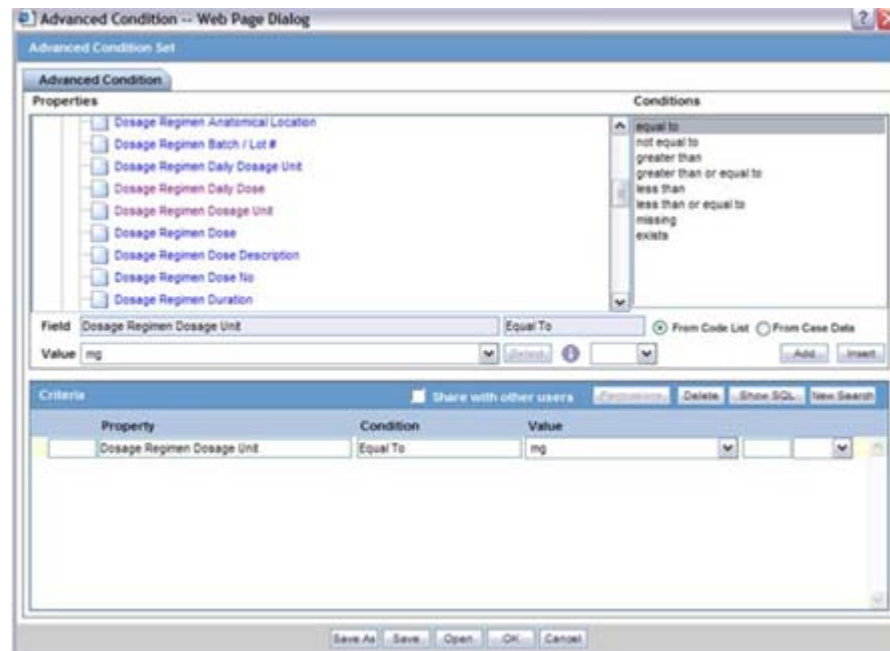 Advanced Condition -- Web Page Dialog
Advanced Condition Set
Advanced Condition
Properties
Conditions
Dosage Regimen Anatomical Location
Dosage Regimen Batch / Lot #
Dosage Regimen Daily Dosage Unit
Dosage Regimen Daily Dose
Dosage Regimen Dosage Unit
Dosage Regimen Dose
Dosage Regimen Dose Description
Dosage Regimen Dose No
Dosage Regimen Duration
equal to
not equal to
greater than
greater than or equal to
less than
less than or equal to
missing
exists
Field Dosage Regimen Dosage Unit Equal To From Code List From Case Data
Value mg Select Add Insert
Criteria Share with other users Delete Show SQL New Search
Property Condition Value
Dosage Regimen Dosage Unit Equal To mg
Save As Save Open OK Cancel